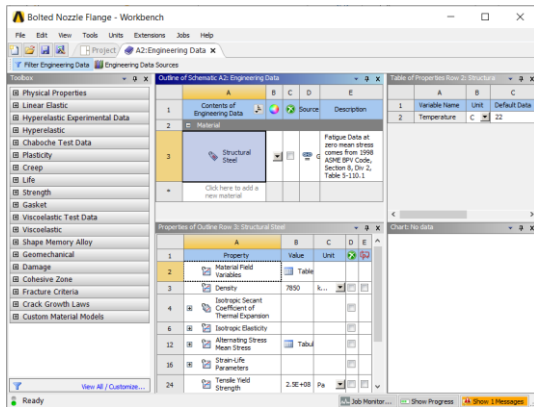 Bolted Nozzle Flange - Workbench
File Edit View Tools Units Extensions Jobs Help
Project A2:Engineering Data
Filter Engineering Data Engineering Data Sources
Toolbox
Physical Properties
Linear Elastic
Hyperelastic Experimental Data
Hyperelastic
Chaboche Test Data
Plasticity
Creep
Life
Strength
Gasket
Viscoelastic Test Data
Viscoelastic
Shape Memory Alloy
Geomechanical
Damage
Cohesive Zone
Fracture Criteria
Crack Growth Laws
Custom Material Models
View All / Customize...
Outline of Schematic A2: Engineering Data
A B C D E
1 Contents of Engineering Data Source Description
2 Material
3 Structural Steel
Fatigue Data at
zero mean stress
comes from 1998
ASME BPV Code,
Section 8, Div 2,
Table 5-110.1
* Click here to add a
new material
Properties of Outline Row 3: Structural Steel
A B C D E
1 Property Value Unit
2 Material Field Variables Table
3 Density 7850 k...
4 Isotropic Secant
Coefficient of
Thermal Expansion
6 Isotropic Elasticity
12 Alternating Stress Mean Stress Tabul
16 Strain-Life Parameters
24 Tensile Yield Strength 2.5E+08 Pa
Table of Properties Row 2: Structura
A B C
1 Variable Name Unit Default Data
2 Temperature C 22
Chart: No data
Ready Job Monitor... Show Progress Show 1 Messages